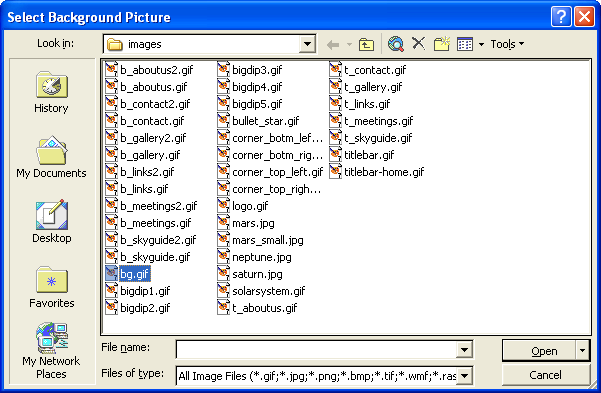 Select Background Picture
Look in:
images
Tools
History
My Documents
Desktop
Favorites
My Network
Places
b_aboutus2.gif
b_aboutus.gif
b_contact2.gif
b_contact.gif
b_gallery2.gif
b_gallery.gif
b_links2.gif
b_links.gif
b_meetings2.gif
b_meetings.gif
b_skyguide2.gif
b_skyguide.gif
bg.gif
bigdip1.gif
bigdip2.gif
bigdip3.gif
bigdip4.gif
bigdip5.gif
bullet_star.gif
corner_botm_lef...
corner_botm_rig...
corner_top_left.gif
corner_top_righ...
logo.gif
mars.jpg
mars_small.jpg
neptune.jpg
saturn.jpg
solarsystem.gif
t_aboutus.gif
t_contact.gif
t_gallery.gif
t_links.gif
t_meetings.gif
t_skyguide.gif
titlebar.gif
titlebar-home.gif
File name:
Open
Files of type:
All Image Files (*.gif;*.jpg;*.png;*.bmp;*.tif;*.wmf;*.ras
Cancel